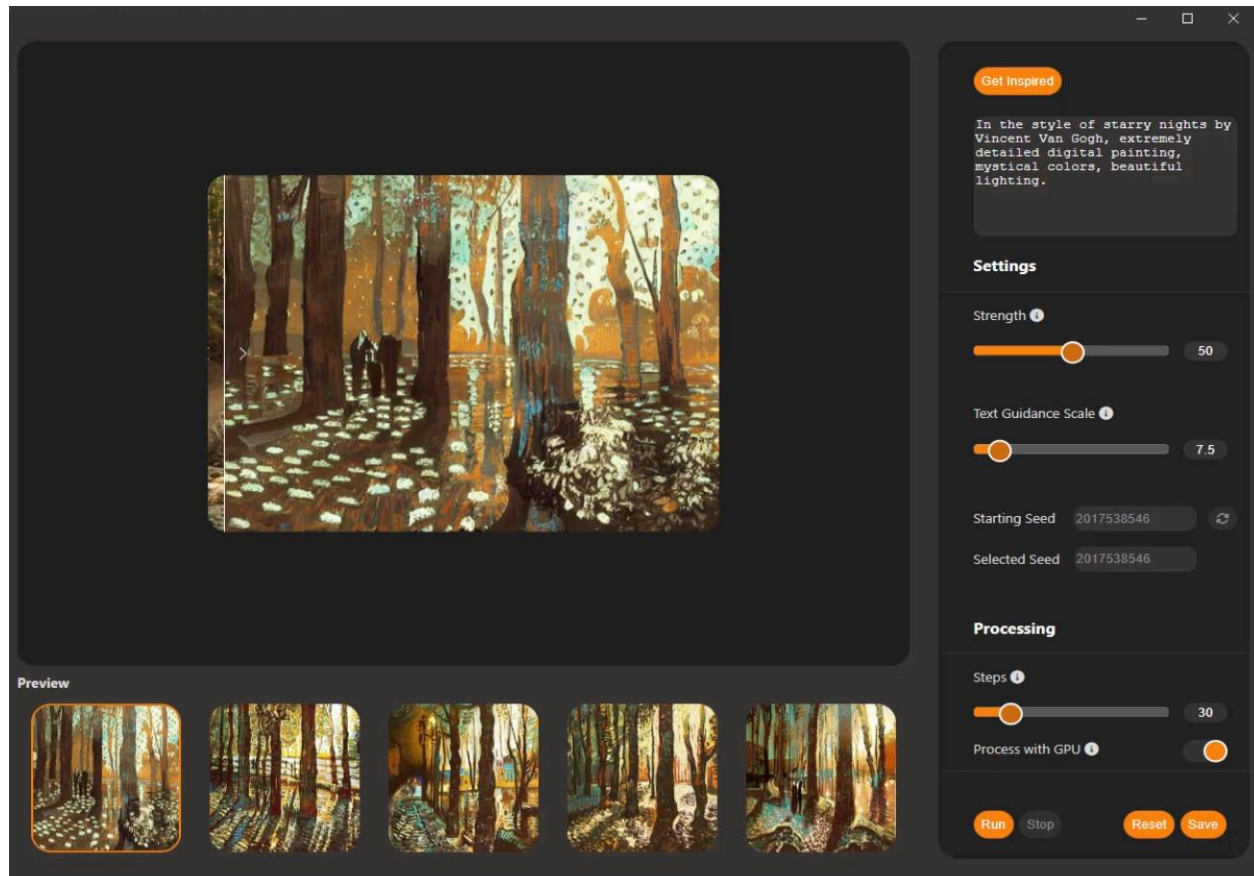 Get Inspired
In the style of starry nights by
Vincent Van Gogh, extremely
detailed digital painting,
mystical colors, beautiful
lighting.
Settings
Strength
50
Text Guidance Scale
7.5
Starting Seed 2017538546
Selected Seed 2017538546
Processing
Steps
30
Process with GPU
Run Stop Reset Save
Preview